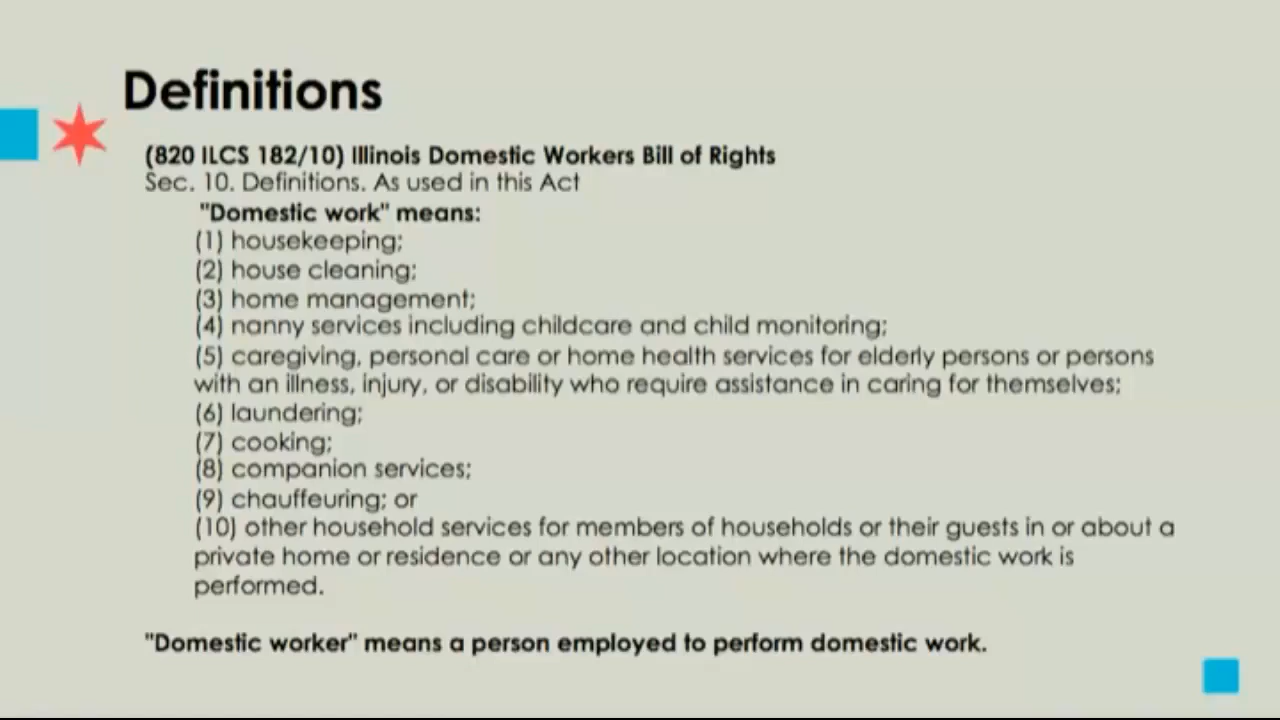 Definitions
(820 ILCS 182/10) Illinois Domestic Workers Bill of Rights
Sec. 10. Definitions. As used in this Act
"Domestic work" means:
(1) housekeeping;
(2) house cleaning;
(3) home management;
(4) nanny services including childcare and child monitoring;
(5) caregiving, personal care or home health services for elderly persons or persons
with an illness, injury, or disability who require assistance in caring for themselves;
(6) laundering;
(7) cooking;
(8) companion services;
(9) chauffeuring; or
(10) other household services for members of households or their guests in or about a
private home or residence or any other location where the domestic work is
performed.
"Domestic worker" means a person employed to perform domestic work.